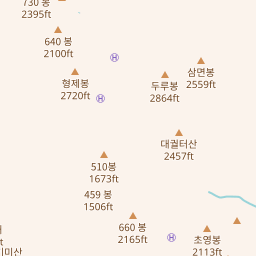 730 봉
2395ft
640 봉
2100ft
형제봉
2720ft
두루봉
2864ft
삼면봉
2559ft
대궐터산
2457ft
510봉
1673ft
459 봉
1506ft
660 봉
2165ft
초영봉
2113ft